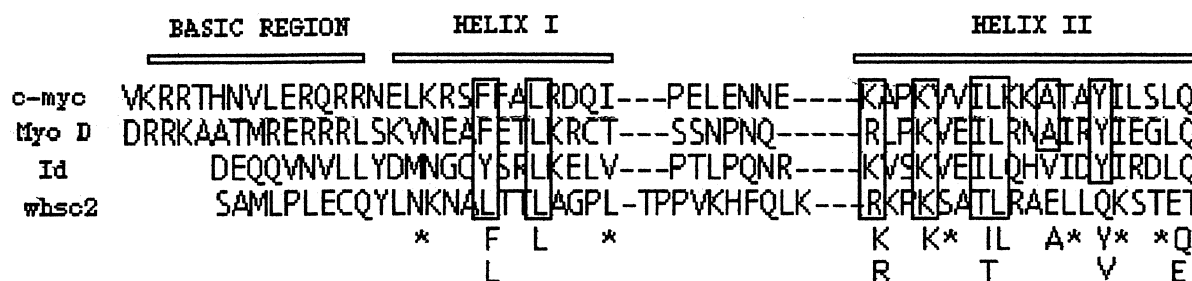 BASIC REGION HELIX I HELIX II
c-myc VKRRTHNVLERQRRNELKRSFFALRDQI---PELENNE----KAPKVVILKKATAYILSLQ
Myo D DRRKAATMRERRRLSKVNEAFETLKRCT---SSNPNQ-----RLPKVEILRNAIRYIEGLQ
Id DEQQVNVLLYDMNGCYSRLKELV---PTLPQNR----KVSKVEILQHVIDYIRDLQ
whsc2 SAMLPLECQYLNKNALTTLAGPL-TPPVKHFQLK---RKPKSATLRAELLQKSTET
* F L * K K* IL A* Y* *Q
L R T V E